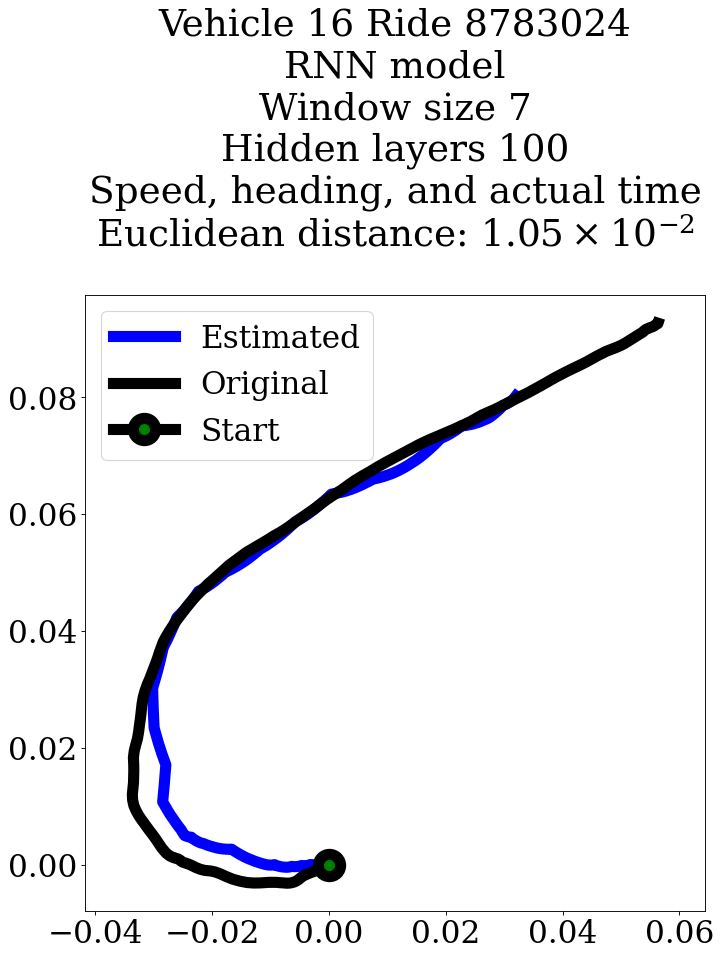 Vehicle 16 Ride 8783024
RNN model
Window size 7
Hidden layers 100
Speed, heading, and actual time
Euclidean distance: 1.05 × 10⁻²
Estimated
Original
Start
0.08
0.06
0.04
0.02
0.00
−0.04 −0.02 0.00 0.02 0.04 0.06